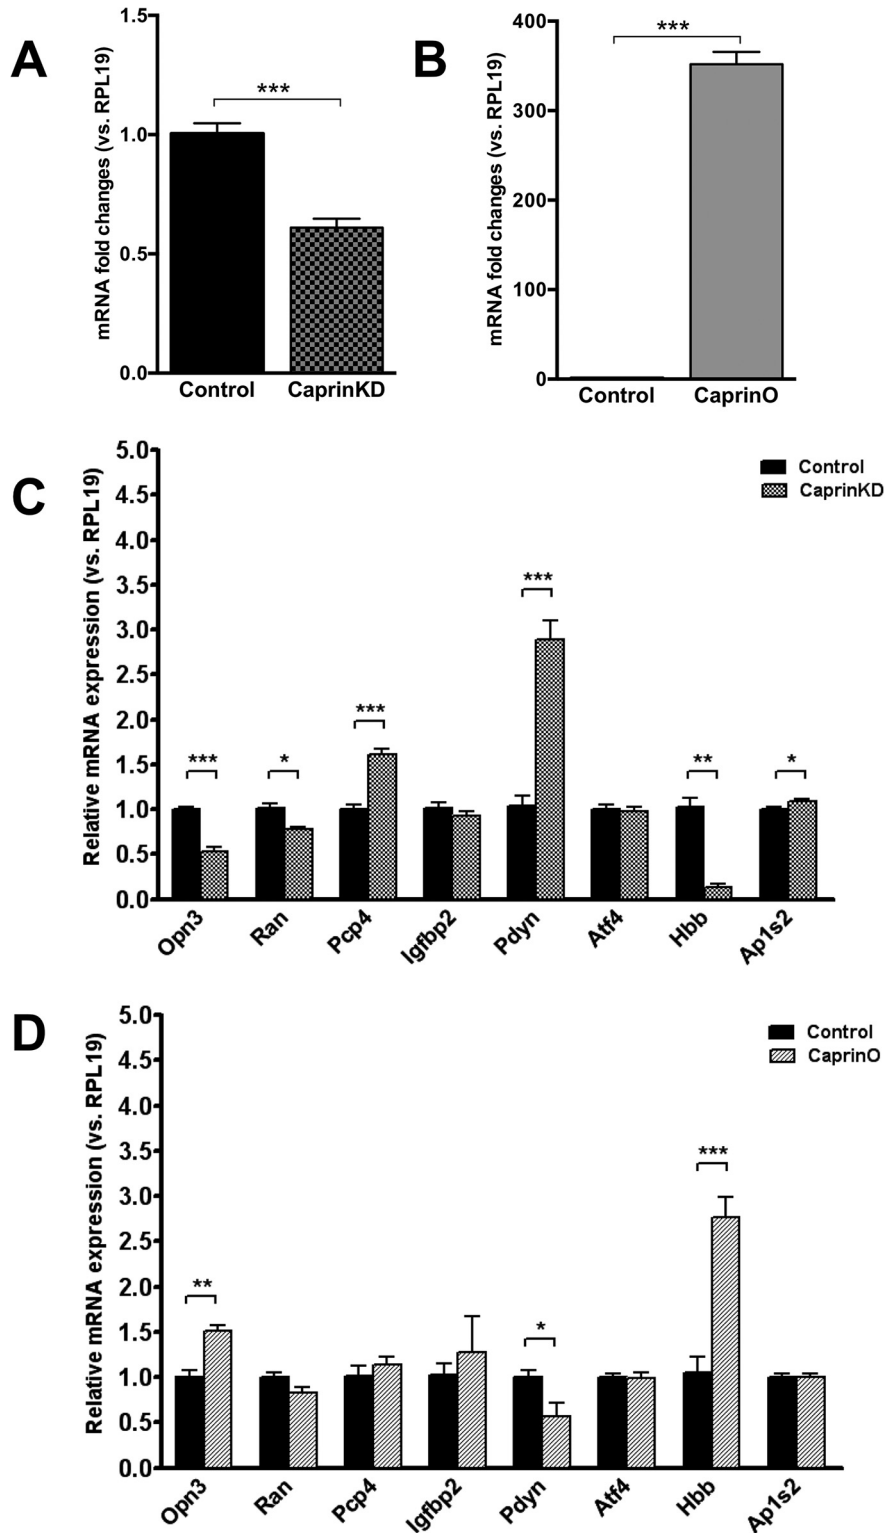 A
mRNA fold changes (vs. RPL19)
1.5
1.0
0.5
0.0
***
Control
CaprinKD
B
mRNA fold changes (vs. RPL19)
400
300
200
100
0
***
Control
CaprinO
C
Relative mRNA expression (vs. RPL19)
5.0
4.5
4.0
3.5
3.0
2.5
2.0
1.5
1.0
0.5
0.0
Control
CaprinKD
***
*
***
***
**
*
Opn3
Ran
Pcp4
Igfbp2
Pdyn
Atf4
Hbb
Ap1s2
D
Relative mRNA expression (vs. RPL19)
5.0
4.5
4.0
3.5
3.0
2.5
2.0
1.5
1.0
0.5
0.0
Control
CaprinO
**
*
***
Opn3
Ran
Pcp4
Igfbp2
Pdyn
Atf4
Hbb
Ap1s2